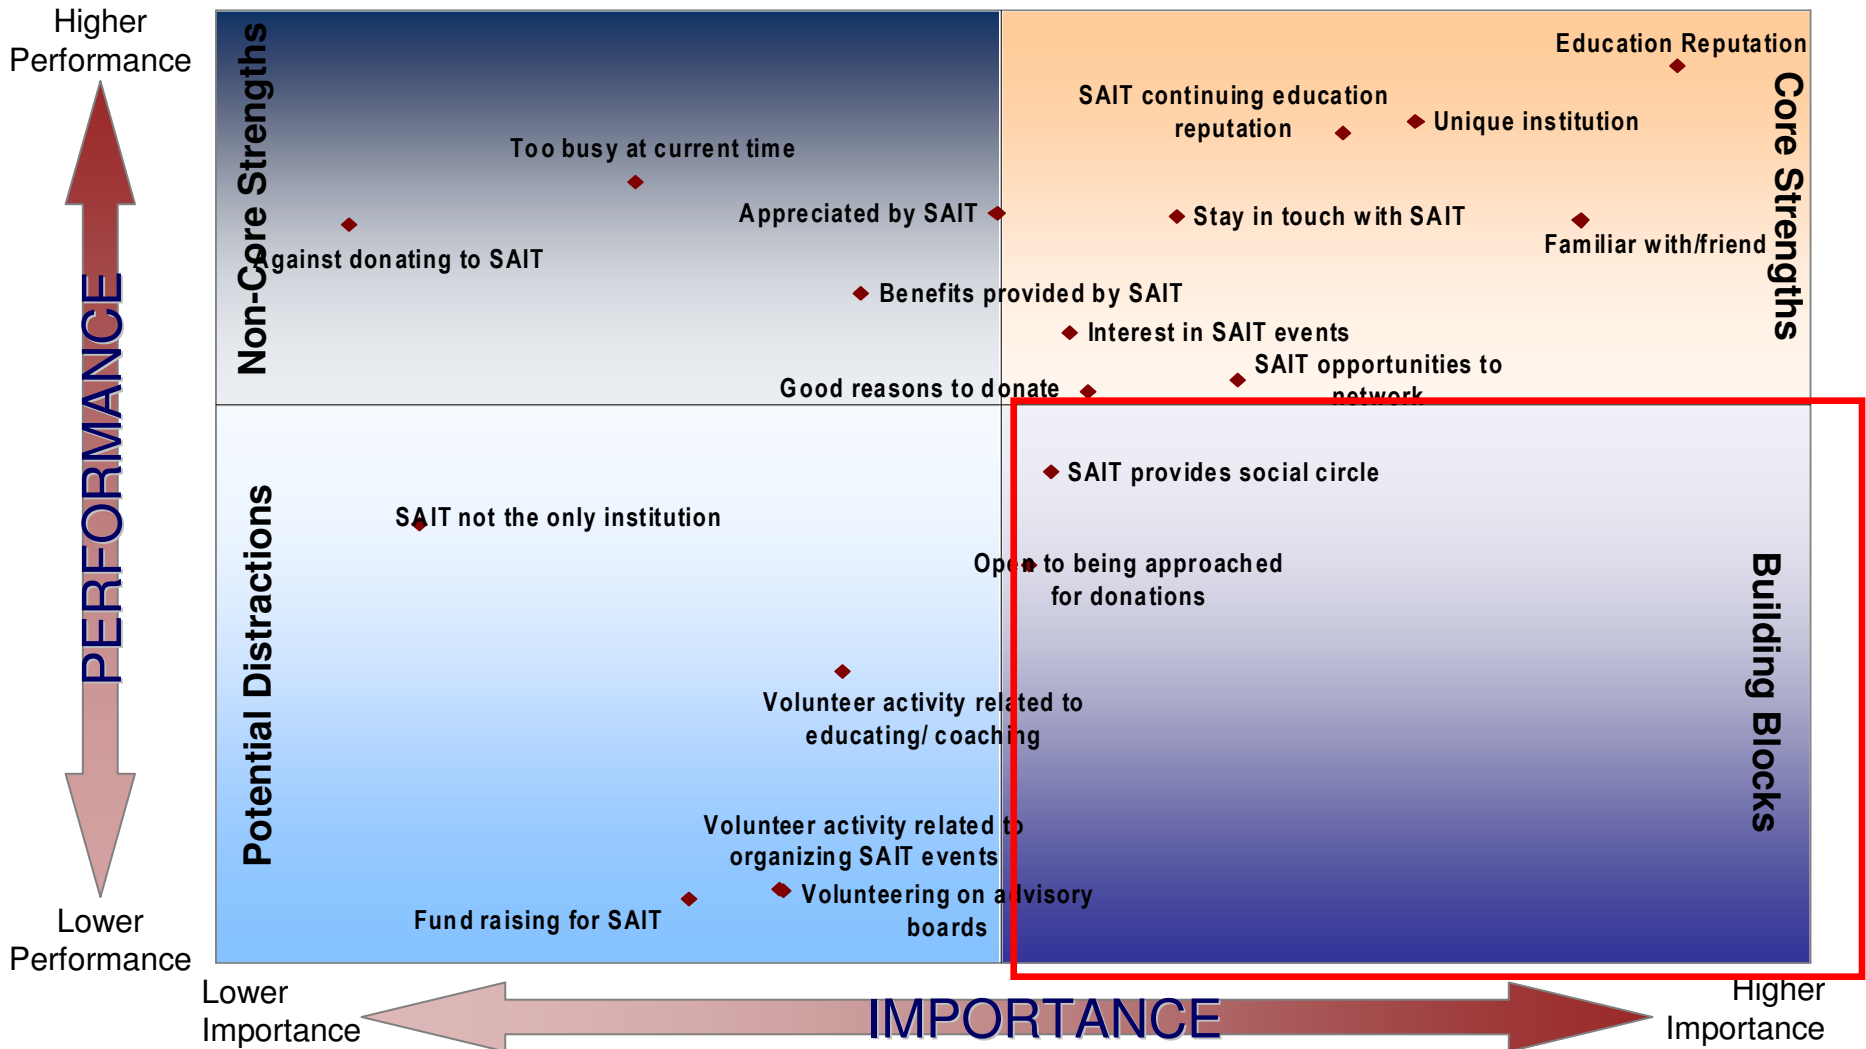 Higher
Performance
PERFORMANCE
Lower
Performance
Non-Core Strengths
Too busy at current time
Against donating to SAIT
Appreciated by SAIT
Benefits provided by SAIT
Good reasons to donate
Education Reputation
SAIT continuing education
reputation
Unique institution
Stay in touch with SAIT
Familiar with/friend
Interest in SAIT events
SAIT opportunities to
network
Core Strengths
Potential Distractions
SAIT not the only institution
Volunteer activity related to
educating/ coaching
Volunteer activity related to
organizing SAIT events
Volunteering on advisory
boards
Fund raising for SAIT
SAIT provides social circle
Open to being approached
for donations
Building Blocks
Lower
Importance
IMPORTANCE
Higher
Importance